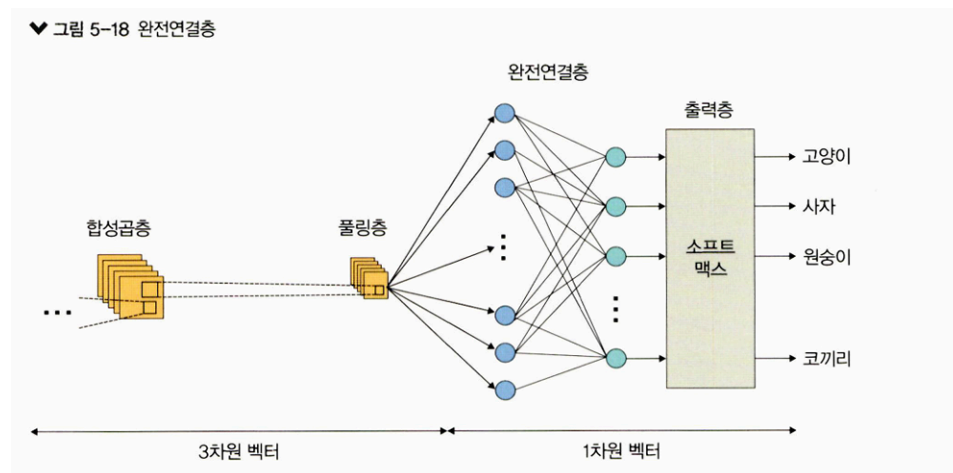 그림 5-18 완전연결층
완전연결층
출력층
합성곱층
풀링층
고양이
사자
원숭이
코끼리
소프트
맥스
3차원 벡터
1차원 벡터